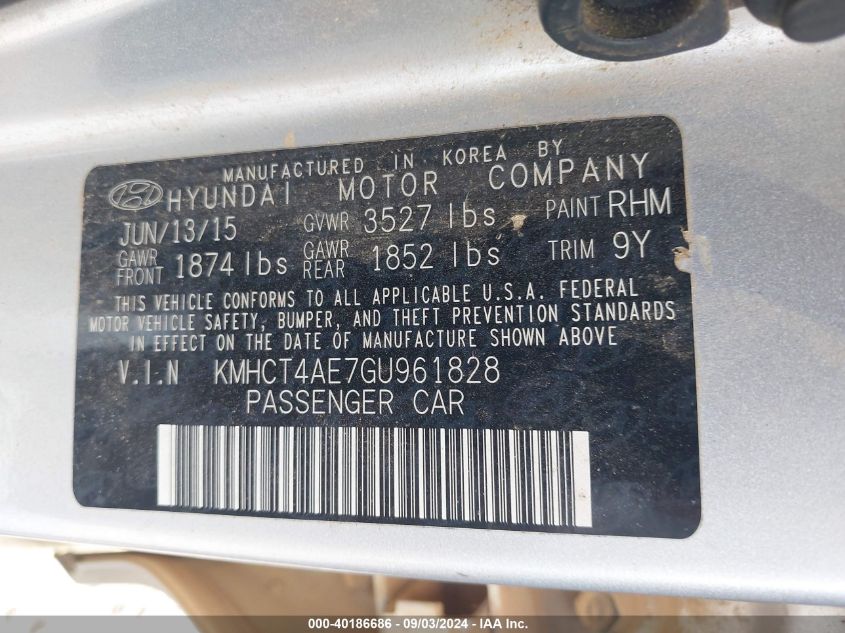 MANUFACTURED IN KOREA BY
HYUNDAI MOTOR COMPANY
JUN/13/15 GVWR 3527 lbs PAINT RHM
GAWR FRONT 1874 lbs GAWR REAR 1852 lbs TRIM 9Y
THIS VEHICLE CONFORMS TO ALL APPLICABLE U.S.A. FEDERAL
MOTOR VEHICLE SAFETY, BUMPER, AND THEFT PREVENTION STANDARDS
IN EFFECT ON THE DATE OF MANUFACTURE SHOWN ABOVE
V.I.N KMHCT4AE7GU961828
PASSENGER CAR
000-40186686 - 09/03/2024 - IAA Inc.